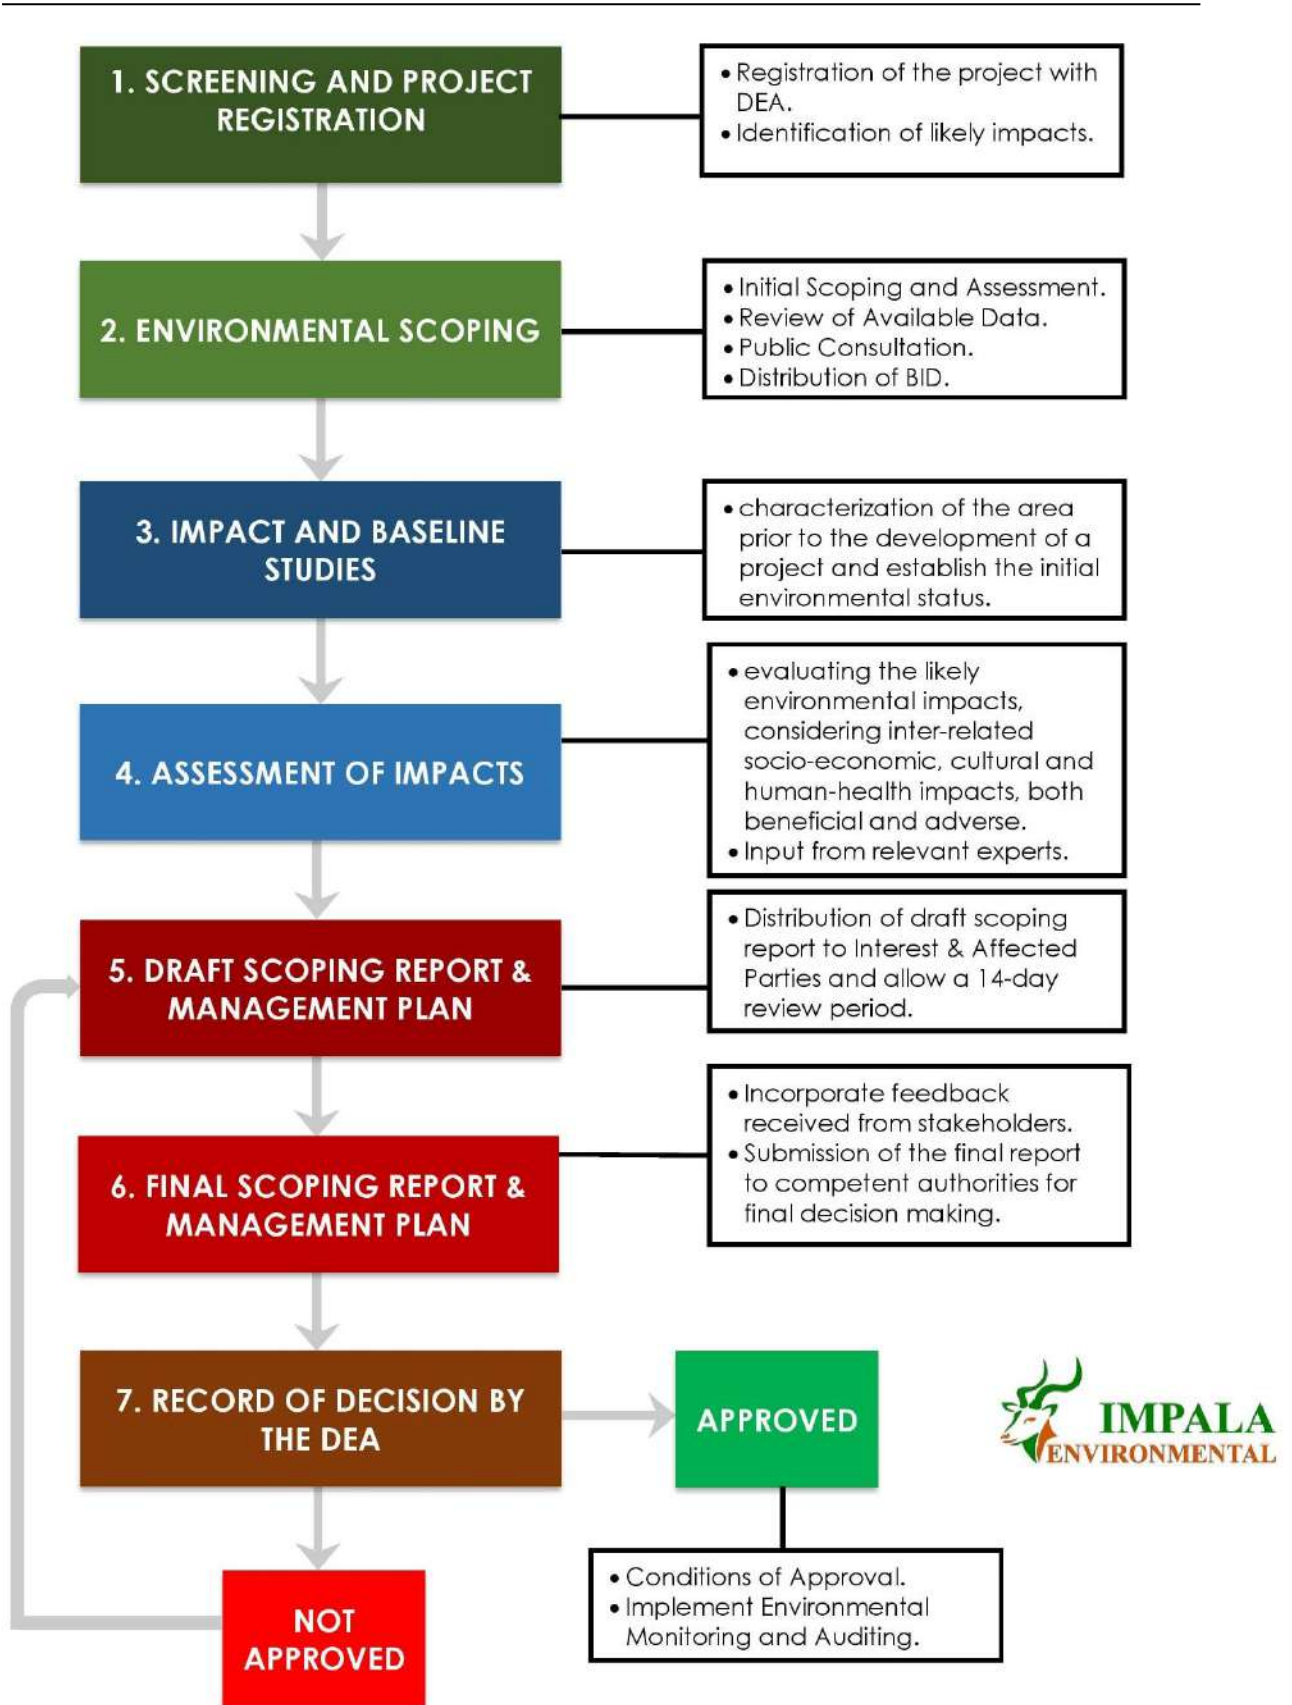 1. SCREENING AND PROJECT
REGISTRATION
• Registration of the project with
DEA.
• Identification of likely impacts.
2. ENVIRONMENTAL SCOPING
• Initial Scoping and Assessment.
• Review of Available Data.
• Public Consultation.
• Distribution of BID.
3. IMPACT AND BASELINE
STUDIES
• characterization of the area
prior to the development of a
project and establish the initial
environmental status.
4. ASSESSMENT OF IMPACTS
• evaluating the likely
environmental impacts,
considering inter-related
socio-economic, cultural and
human-health impacts, both
beneficial and adverse.
• Input from relevant experts.
5. DRAFT SCOPING REPORT &
MANAGEMENT PLAN
• Distribution of draft scoping
report to Interest & Affected
Parties and allow a 14-day
review period.
6. FINAL SCOPING REPORT &
MANAGEMENT PLAN
• Incorporate feedback
received from stakeholders.
• Submission of the final report
to competent authorities for
final decision making.
7. RECORD OF DECISION BY
THE DEA
APPROVED
IMPALA
ENVIRONMENTAL
• Conditions of Approval.
• Implement Environmental
Monitoring and Auditing.
NOT
APPROVED